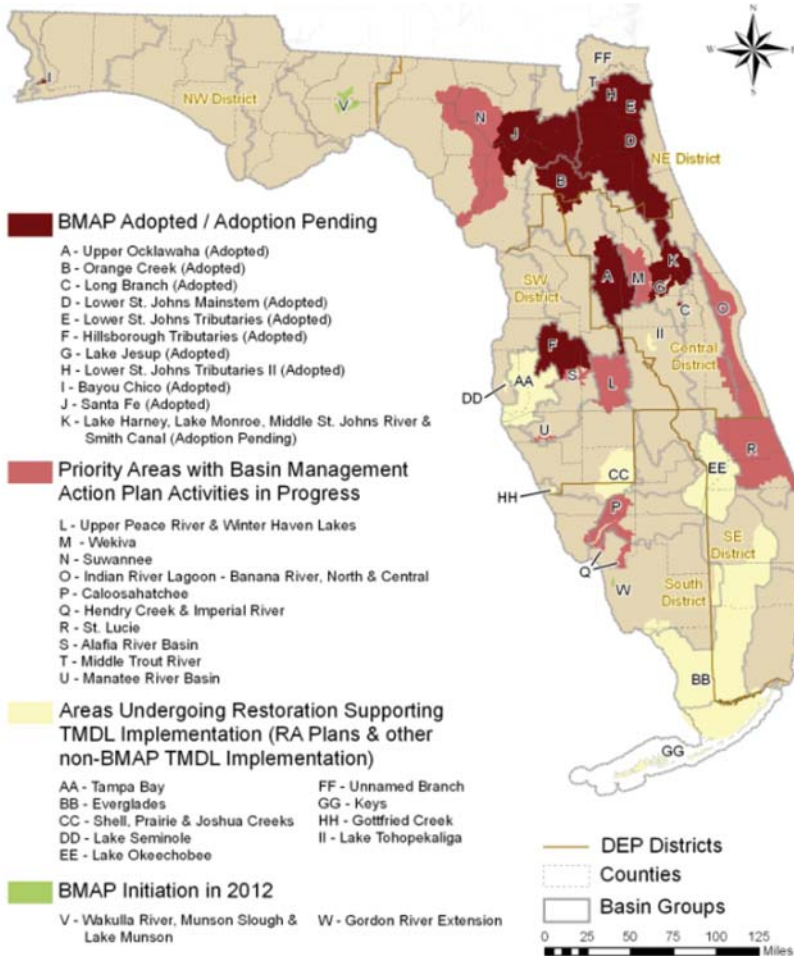 N
W
S
FF
T
H
E
I
NW District
V
N
J
D
NE District
B
BMAP Adopted / Adoption Pending
A - Upper Ocklawaha (Adopted)
B - Orange Creek (Adopted)
C - Long Branch (Adopted)
D - Lower St. Johns Mainstem (Adopted)
E - Lower St. Johns Tributaries (Adopted)
F - Hillsborough Tributaries (Adopted)
G - Lake Jesup (Adopted)
H - Lower St. Johns Tributaries II (Adopted)
I - Bayou Chico (Adopted)
J - Santa Fe (Adopted)
K - Lake Harney, Lake Monroe, Middle St. Johns River &
Smith Canal (Adoption Pending)
K
A
M
G
C
O
SW
District
II
Central
District
F
S
L
AA
DD
U
R
EE
CC
HH
P
SE
District
Q
W
South
District
BB
GG
Priority Areas with Basin Management
Action Plan Activities in Progress
L - Upper Peace River & Winter Haven Lakes
M - Wekiva
N - Suwannee
O - Indian River Lagoon - Banana River, North & Central
P - Caloosahatchee
Q - Hendry Creek & Imperial River
R - St. Lucie
S - Alafia River Basin
T - Middle Trout River
U - Manatee River Basin
Areas Undergoing Restoration Supporting
TMDL Implementation (RA Plans & other
non-BMAP TMDL Implementation)
AA - Tampa Bay
BB - Everglades
CC - Shell, Prairie & Joshua Creeks
DD - Lake Seminole
EE - Lake Okeechobee
FF - Unnamed Branch
GG - Keys
HH - Gottfried Creek
II - Lake Tohopekaliga
BMAP Initiation in 2012
V - Wakulla River, Munson Slough &
Lake Munson
W - Gordon River Extension
DEP Districts
Counties
Basin Groups
0 25 50 75 100 125
Miles